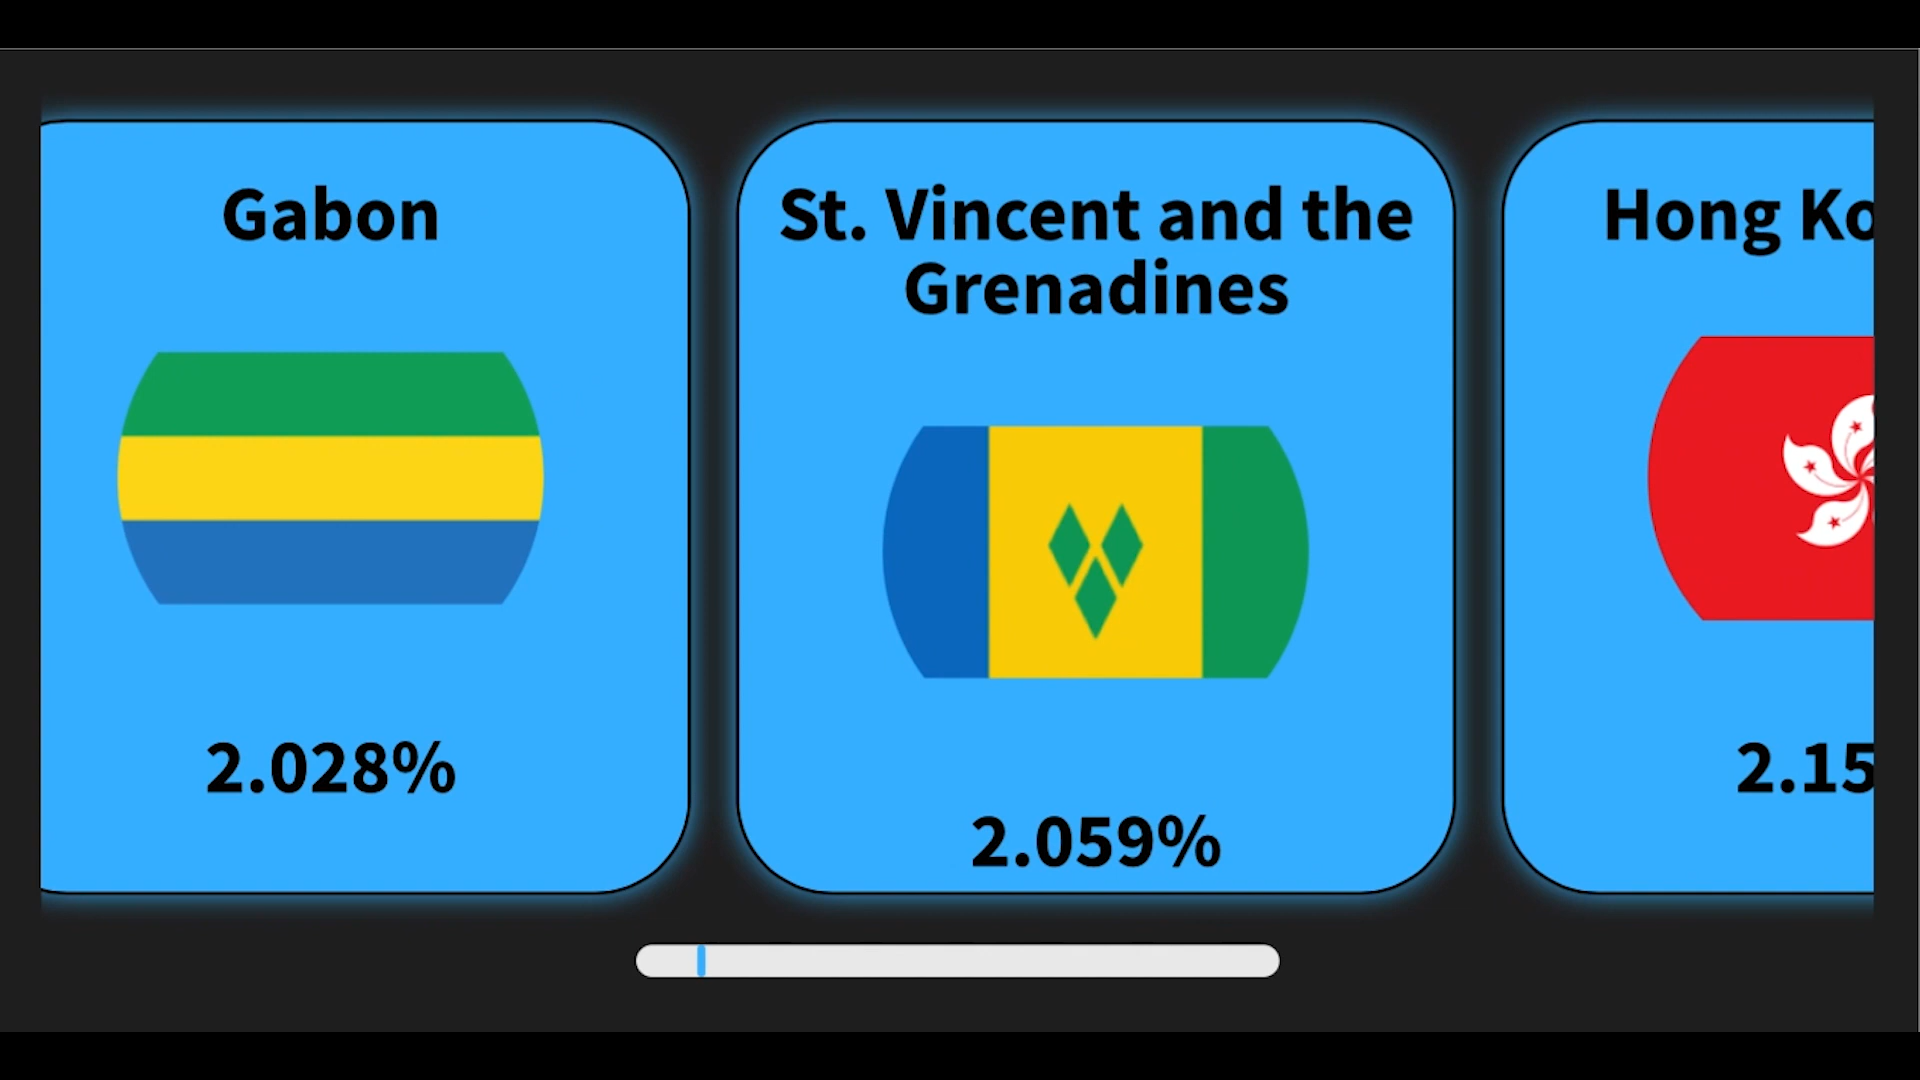 Gabon
2.028%
St. Vincent and the
Grenadines
2.059%
Hong Ko
2.15